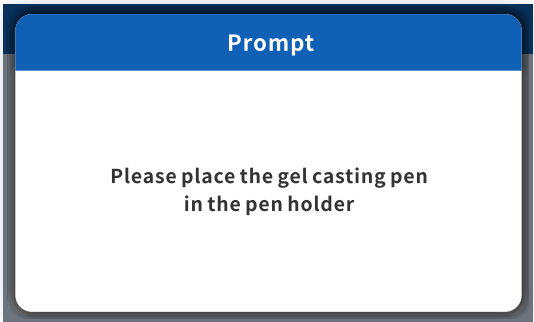 Prompt
Please place the gel casting pen
in the pen holder